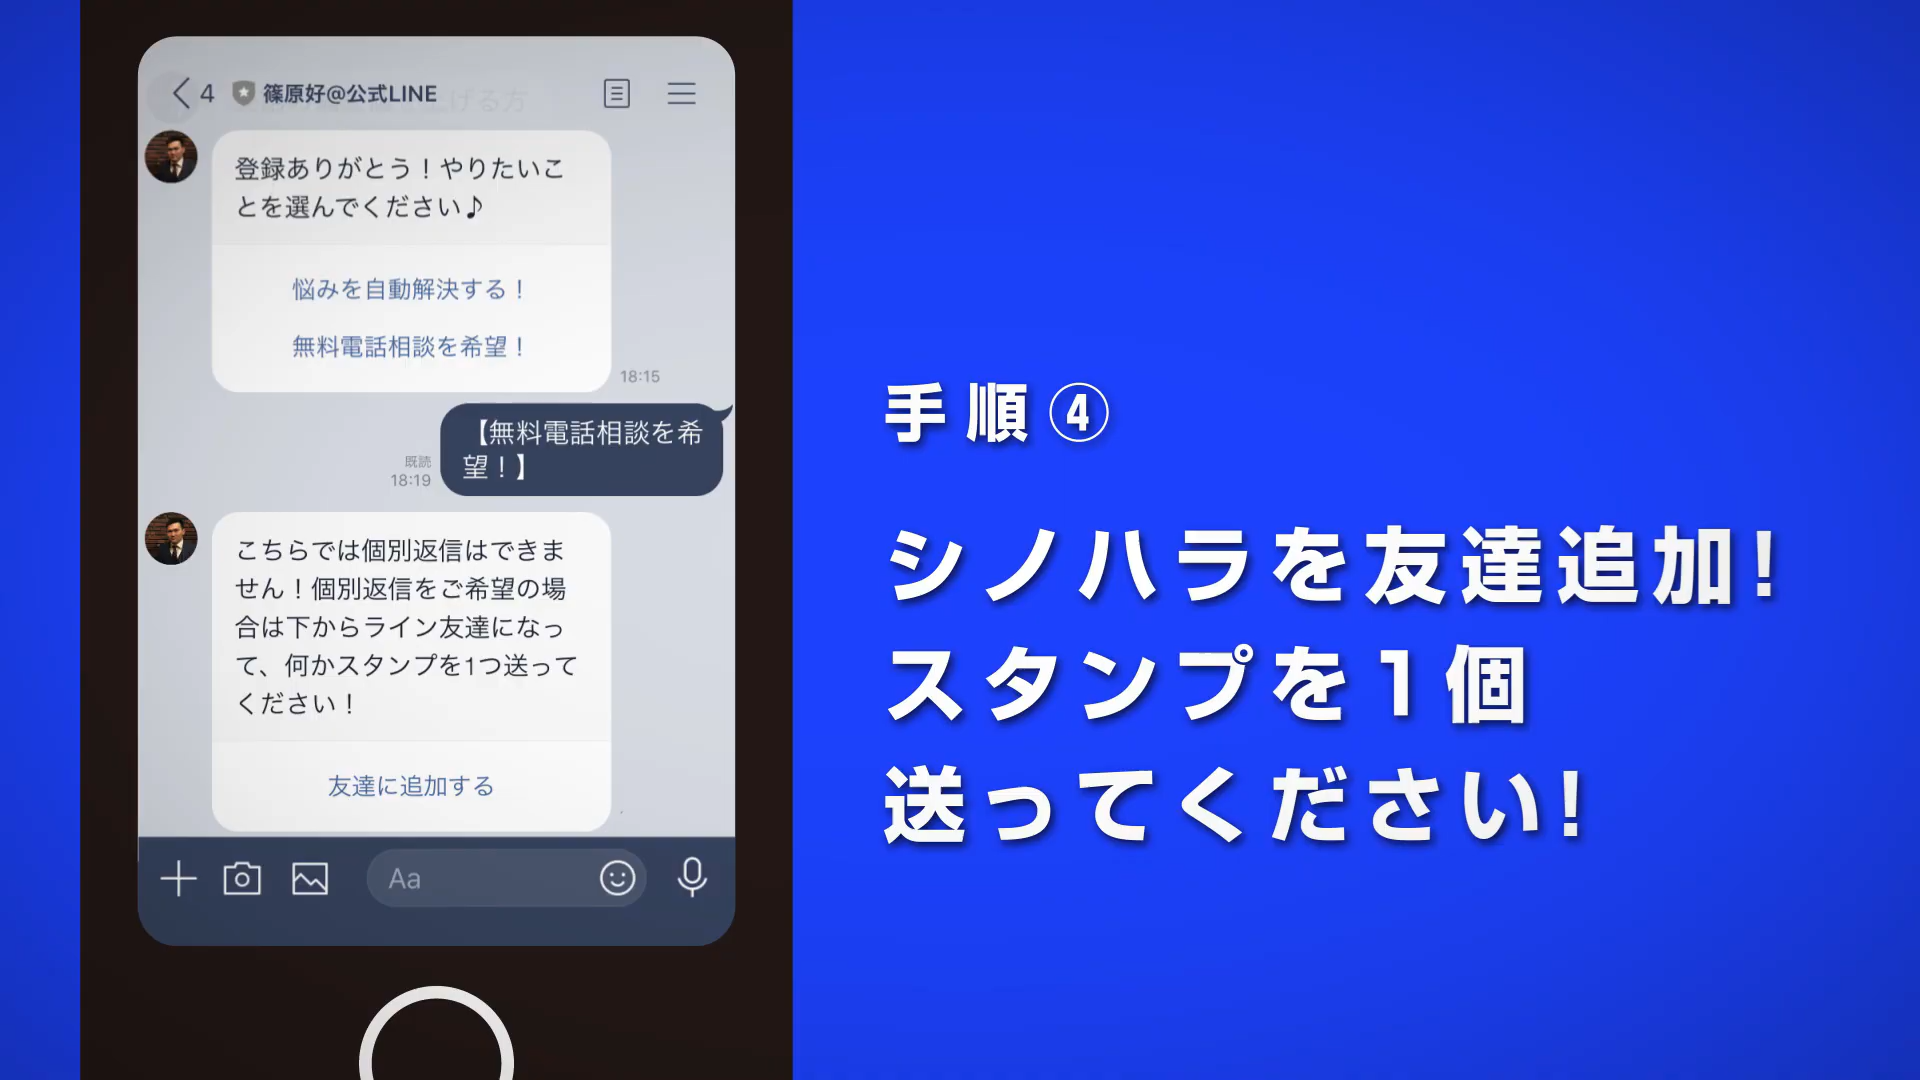 4 篠原好@公式LINE
登録ありがとう！やりたいこ
とを選んでください♪
悩みを自動解決する！
無料電話相談を希望！
18:15
【無料電話相談を希
望！】
既読
18:19
こちらでは個別返信はできま
せん！個別返信をご希望の場
合は下からライン友達になっ
て、何かスタンプを1つ送って
ください！
友達に追加する
Aa
手順④
シノハラを友達追加！
スタンプを1個
送ってください！